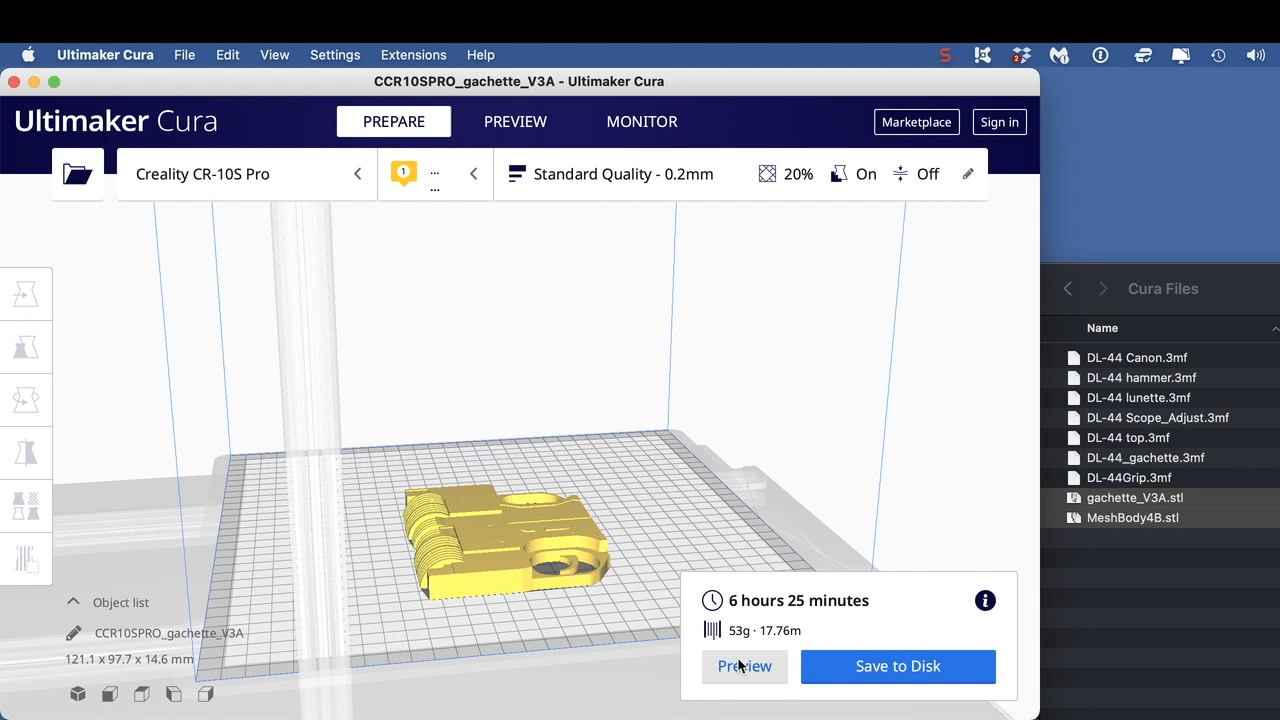 Ultimaker Cura File Edit View Settings Extensions Help
S 2 1
CCR10SPRO_gachette_V3A - Ultimaker Cura
Ultimaker Cura PREPARE PREVIEW MONITOR Marketplace Sign in
Creality CR-10S Pro 1 ... ... Standard Quality - 0.2mm 20% On Off
Cura Files
Name
DL-44 Canon.3mf
DL-44 hammer.3mf
DL-44 lunette.3mf
DL-44 Scope_Adjust.3mf
DL-44 top.3mf
DL-44_gachette.3mf
DL-44Grip.3mf
gachette_V3A.stl
MeshBody4B.stl
Object list
CCR10SPRO_gachette_V3A
121.1 x 97.7 x 14.6 mm
6 hours 25 minutes
53g · 17.76m
Preview Save to Disk